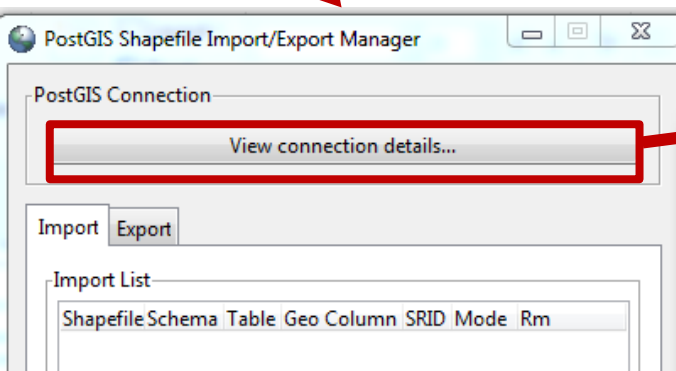 PostGIS Shapefile Import/Export Manager
PostGIS Connection
View connection details...
Import Export
Import List
Shapefile Schema Table Geo Column SRID Mode Rm